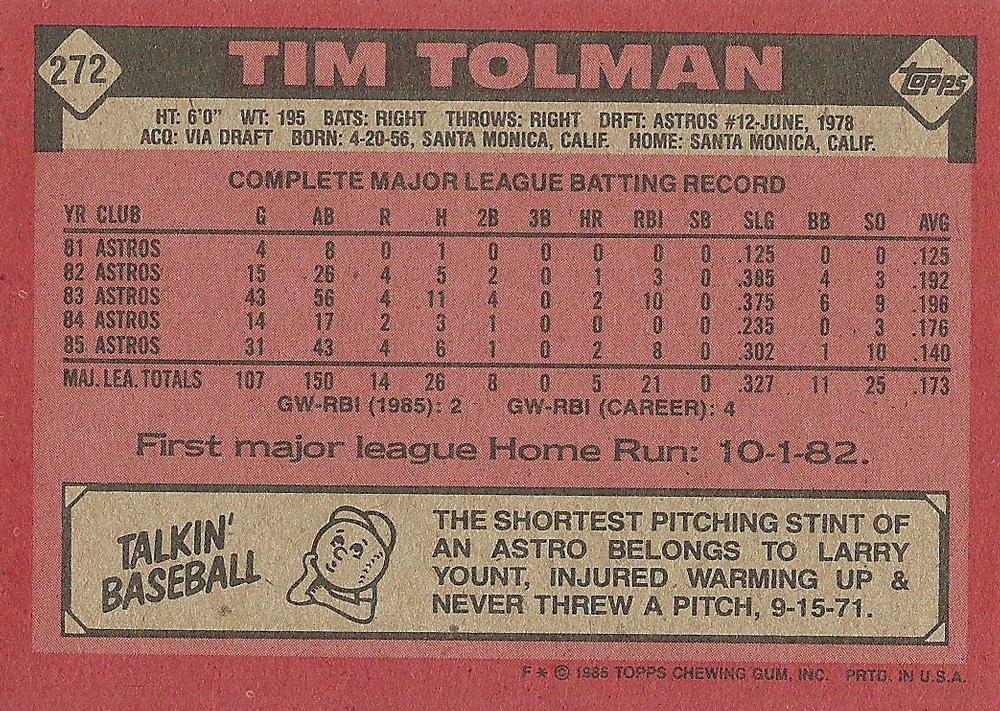 272
TIM TOLMAN
TOPPS
HT: 6'0" WT: 195 BATS: RIGHT THROWS: RIGHT DRFT: ASTROS #12-JUNE, 1978
ACQ: VIA DRAFT BORN: 4-20-56, SANTA MONICA, CALIF. HOME: SANTA MONICA, CALIF.
COMPLETE MAJOR LEAGUE BATTING RECORD
YR CLUB G AB R H 2B 3B HR RBI SB SLG BB SO AVG
81 ASTROS 4 8 0 1 0 0 0 0 0 .125 0 0 .125
82 ASTROS 15 26 4 5 2 0 1 3 0 .385 4 3 .192
83 ASTROS 43 56 4 11 4 0 2 10 0 .375 6 9 .196
84 ASTROS 14 17 2 3 1 0 0 0 0 .235 0 3 .176
85 ASTROS 31 43 4 6 1 0 2 8 0 .302 1 10 .140
MAJ. LEA. TOTALS 107 150 14 26 8 0 5 21 0 .327 11 25 .173
GW-RBI (1985): 2 GW-RBI (CAREER): 4
First major league Home Run: 10-1-82.
TALKIN'
BASEBALL
THE SHORTEST PITCHING STINT OF
AN ASTRO BELONGS TO LARRY
YOUNT, INJURED WARMING UP &
NEVER THREW A PITCH, 9-15-71.
F * © 1986 TOPPS CHEWING GUM, INC. PRTD. IN U.S.A.